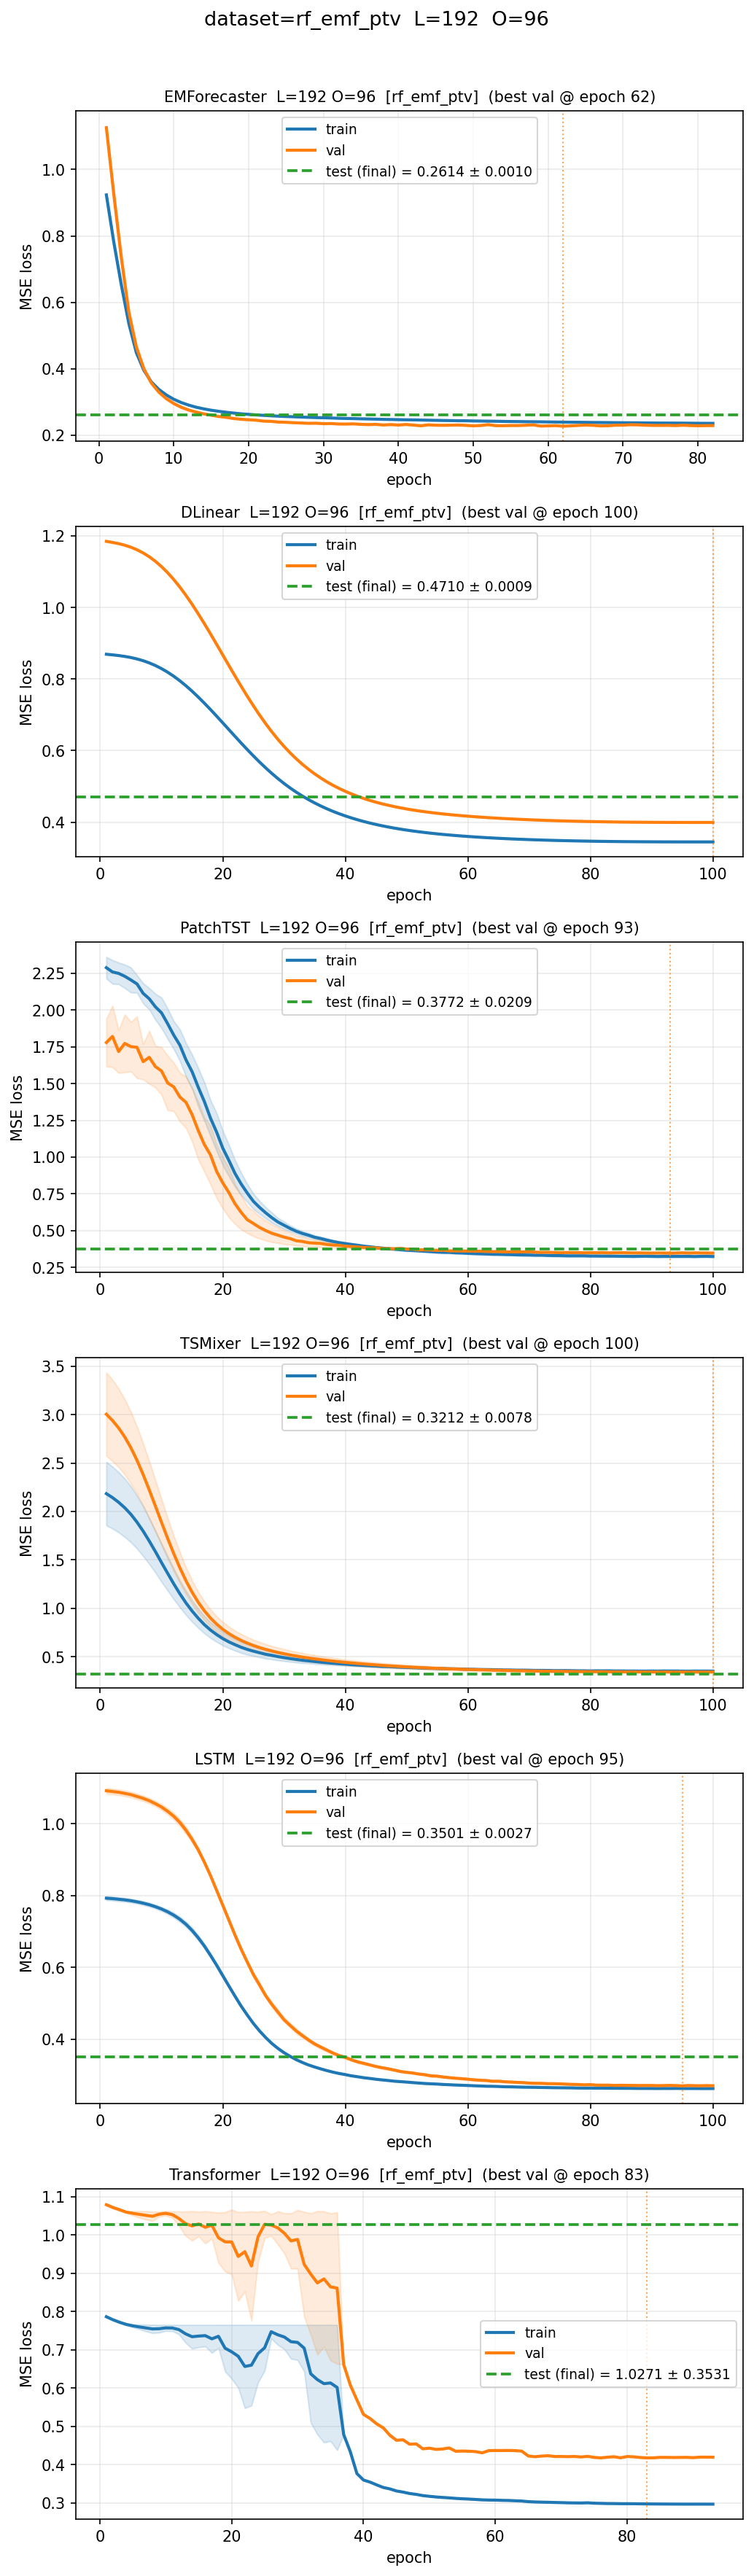 dataset=rf_emf_ptv  L=192  O=96
EMForecaster  L=192 O=96  [rf_emf_ptv]  (best val @ epoch 62)
train
val
test (final) = 0.2614 ± 0.0010
MSE loss
1.0
0.8
0.6
0.4
0.2
0 10 20 30 40 50 60 70 80
epoch
DLinear  L=192 O=96  [rf_emf_ptv]  (best val @ epoch 100)
train
val
test (final) = 0.4710 ± 0.0009
MSE loss
1.2
1.0
0.8
0.6
0.4
0 20 40 60 80 100
epoch
PatchTST  L=192 O=96  [rf_emf_ptv]  (best val @ epoch 93)
train
val
test (final) = 0.3772 ± 0.0209
MSE loss
2.25
2.00
1.75
1.50
1.25
1.00
0.75
0.50
0.25
0 20 40 60 80 100
epoch
TSMixer  L=192 O=96  [rf_emf_ptv]  (best val @ epoch 100)
train
val
test (final) = 0.3212 ± 0.0078
MSE loss
3.5
3.0
2.5
2.0
1.5
1.0
0.5
0 20 40 60 80 100
epoch
LSTM  L=192 O=96  [rf_emf_ptv]  (best val @ epoch 95)
train
val
test (final) = 0.3501 ± 0.0027
MSE loss
1.0
0.8
0.6
0.4
0 20 40 60 80 100
epoch
Transformer  L=192 O=96  [rf_emf_ptv]  (best val @ epoch 83)
train
val
test (final) = 1.0271 ± 0.3531
MSE loss
1.1
1.0
0.9
0.8
0.7
0.6
0.5
0.4
0.3
0 20 40 60 80
epoch